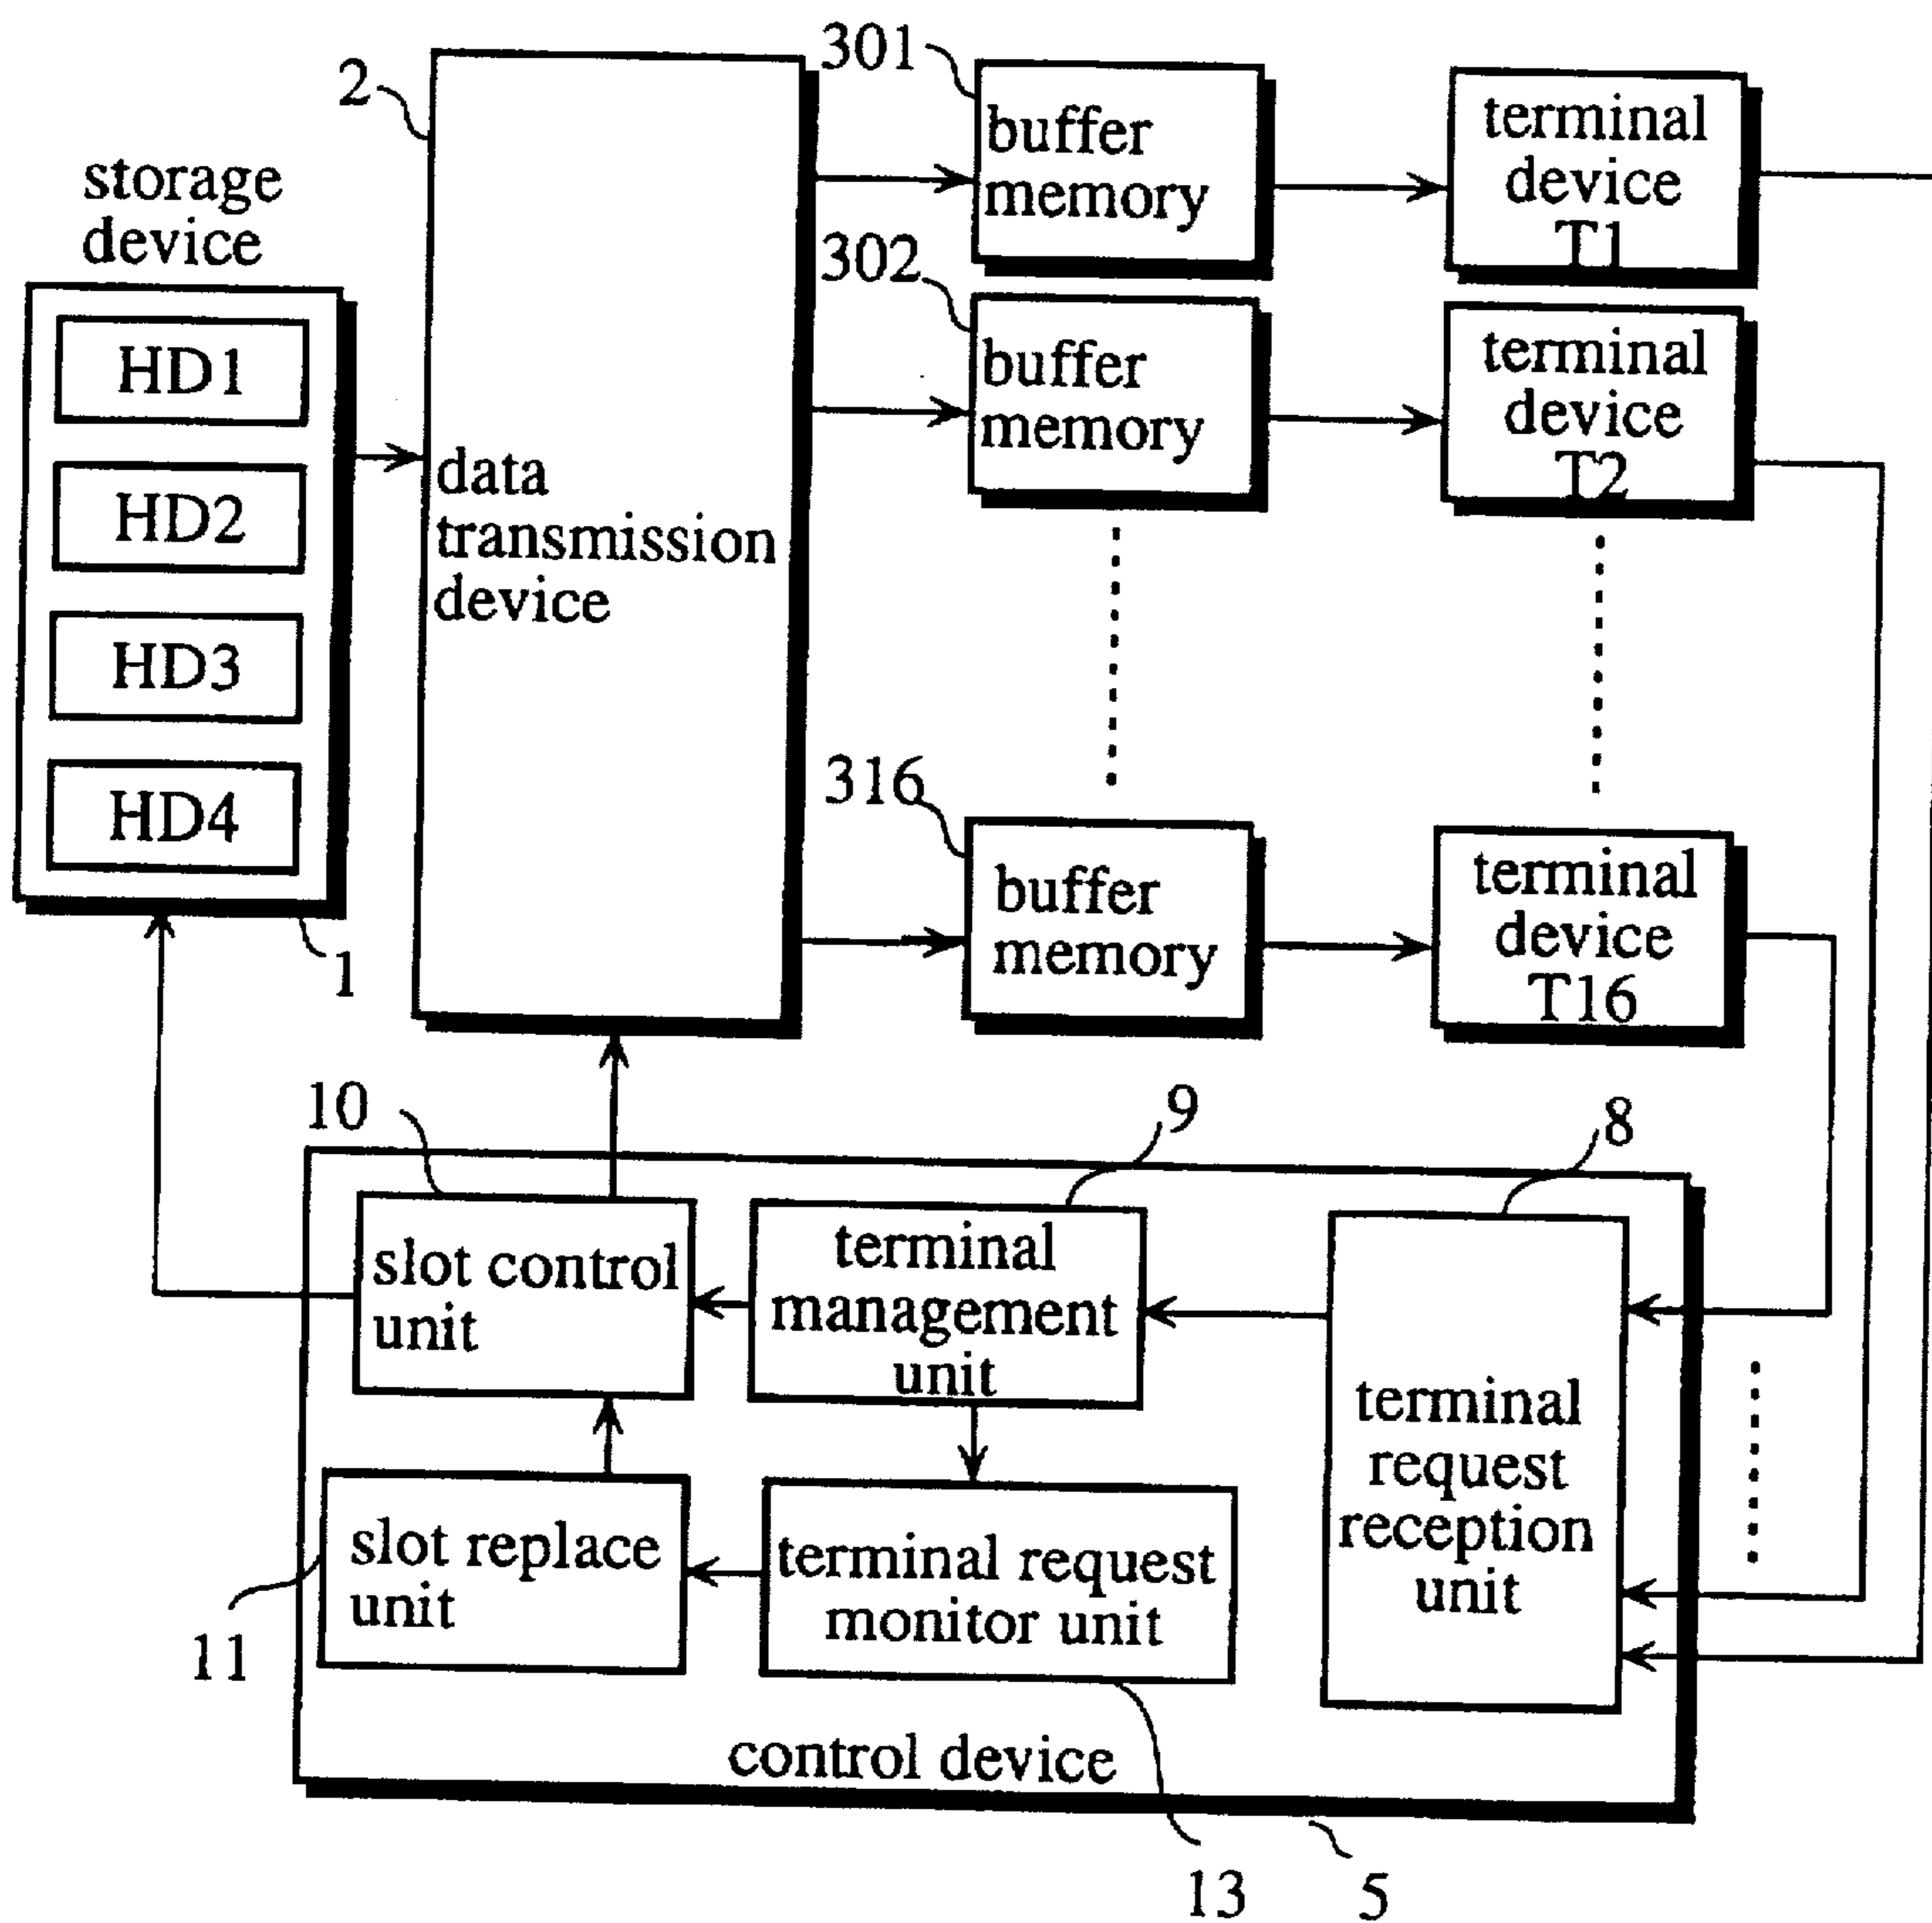 2
301
buffer
memory
terminal
device
T1
storage
device
302
buffer
memory
terminal
device
T2
HD1
HD2
HD3
HD4
data
transmission
device
1
316
buffer
memory
terminal
device
T16
10
9
8
slot control
unit
terminal
management
unit
terminal
request
reception
unit
slot replace
unit
terminal request
monitor unit
11
control device
13
5